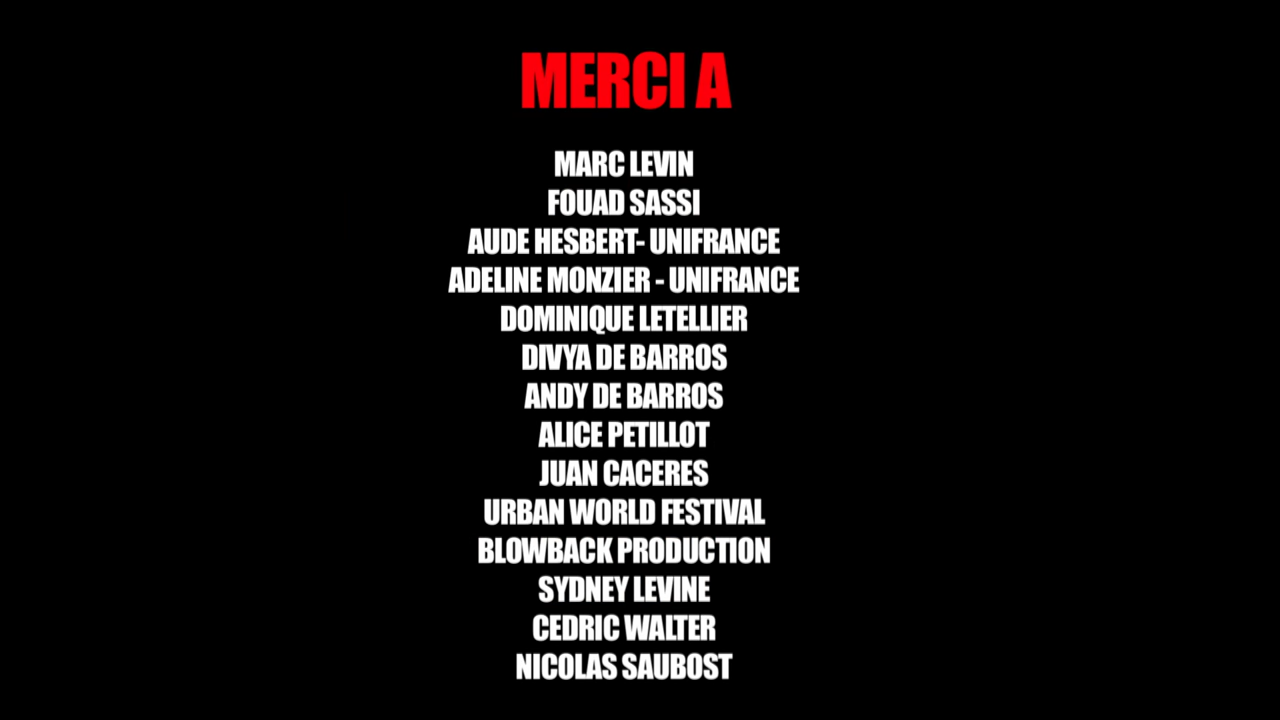 MERCI A
MARC LEVIN
FOUAD SASSI
AUDE HESBERT- UNIFRANCE
ADELINE MONZIER - UNIFRANCE
DOMINIQUE LETELLIER
DIVYA DE BARROS
ANDY DE BARROS
ALICE PETILLOT
JUAN CACERES
URBAN WORLD FESTIVAL
BLOWBACK PRODUCTION
SYDNEY LEVINE
CEDRIC WALTER
NICOLAS SAUBOST